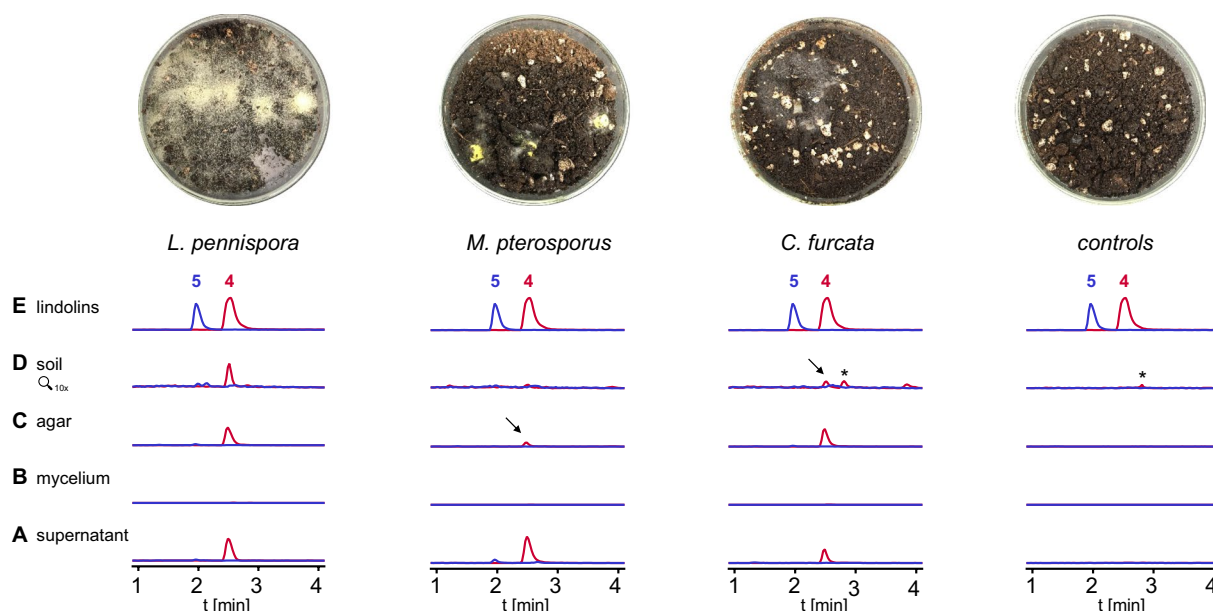 L. pennispora M. pterosporus C. furcata controls
5 4 5 4 5 4 5 4
E lindolins
D soil
10x
* *
C agar
B mycelium
A supernatant
1 2 3 4 1 2 3 4 1 2 3 4 1 2 3 4
t [min] t [min] t [min] t [min]